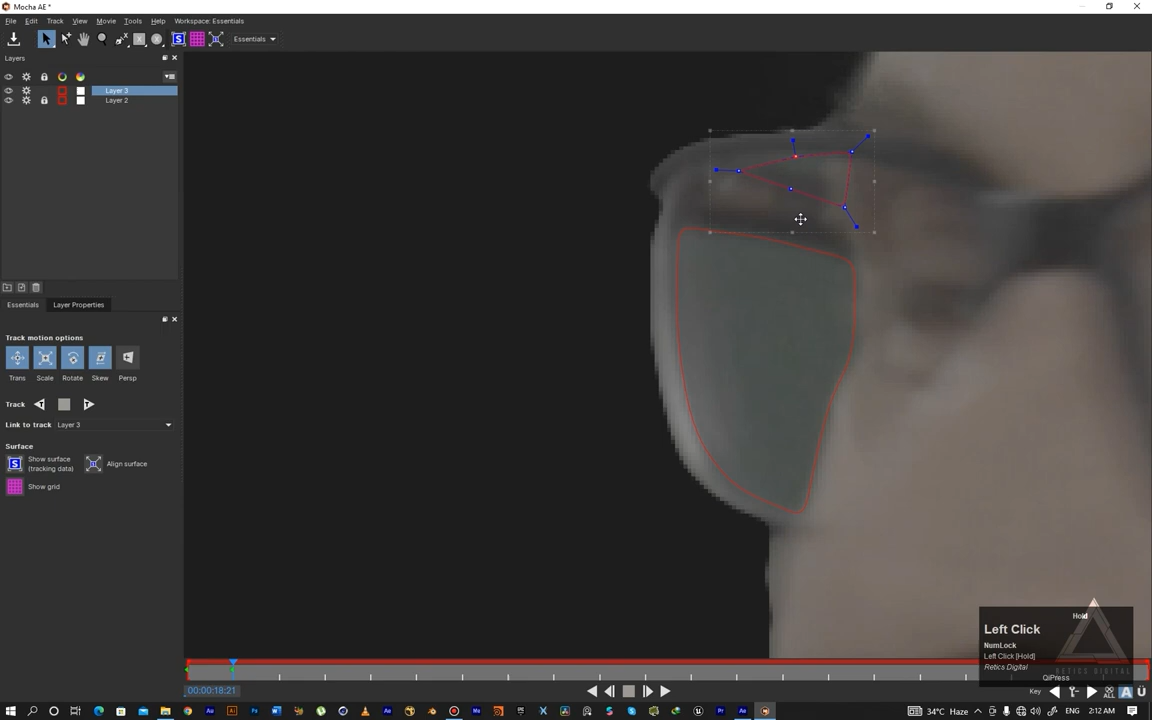 Mocha AE *
File Edit Track View Movie Tools Help Workspace: Essentials
Essentials
Layers
Layer 3
Layer 2
Essentials Layer Properties
Track motion options
Trans Scale Rotate Skew Persp
Track
Link to track Layer 3
Surface
Show surface
(tracking data)
Align surface
Show grid
Hold
Left Click
NumLock
Left Click [Hold]
Retics Digital
RETICS DIGITAL
QiPress
00:00:18:21
Key
34°C Haze ENG 2:12 AM